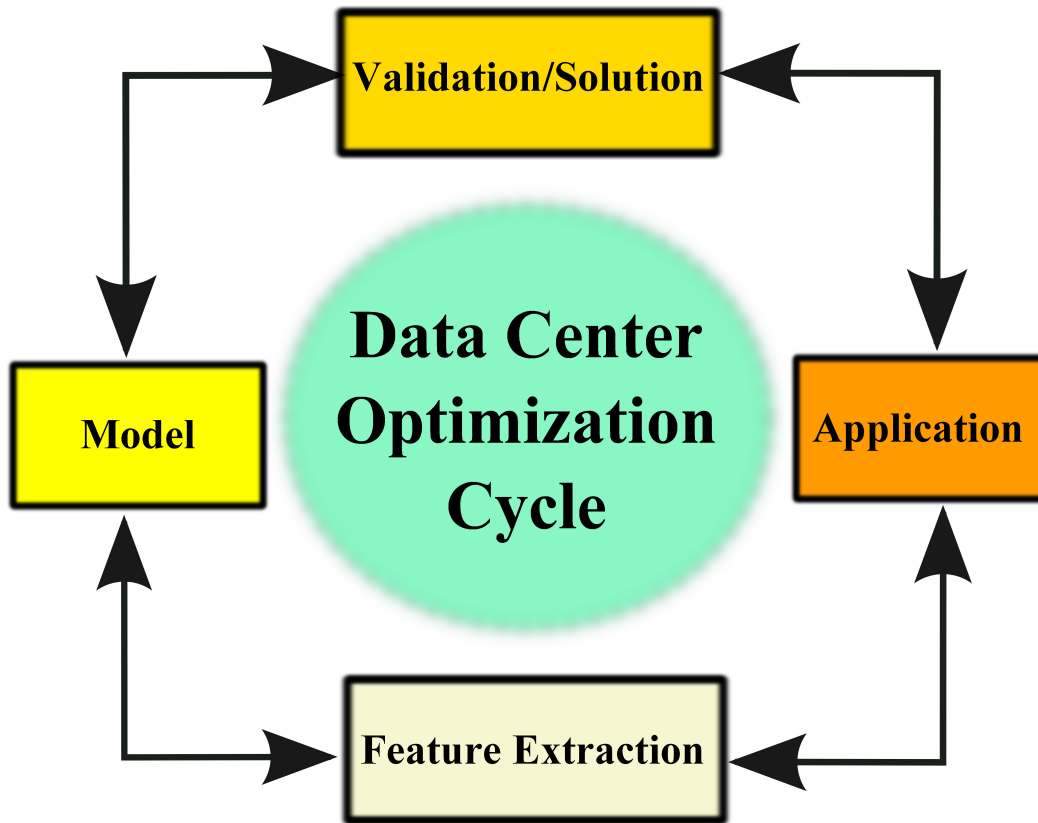 Validation/Solution
Data Center
Optimization
Cycle
Model
Application
Feature Extraction